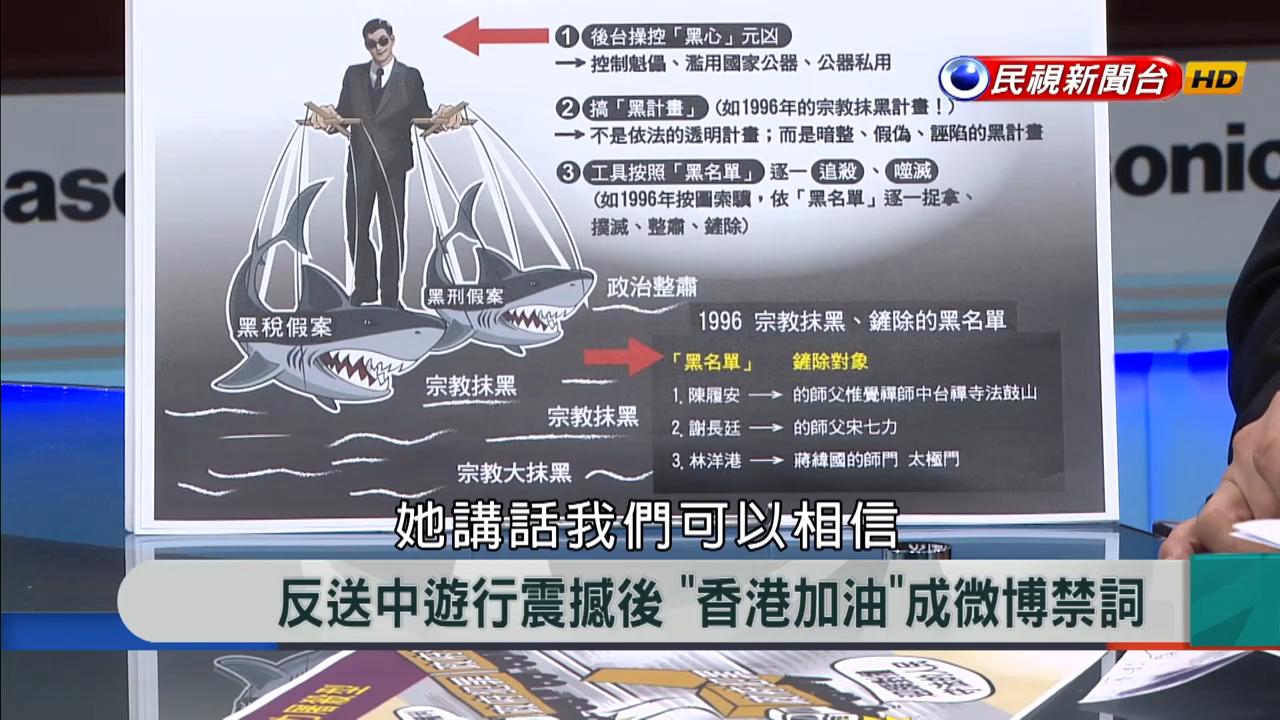 ① 後台操控「黑心」元凶
→ 控制魁儡、濫用國家公器、公器私用
民視新聞台 HD
② 搞「黑計畫」(如1996年的宗教抹黑計畫！)
→ 不是依法的透明計畫；而是暗整、假偽、誣陷的黑計畫
③ 工具按照「黑名單」逐一 追殺、噬滅
(如1996年按圖索驥，依「黑名單」逐一捉拿、
撲滅、整肅、鏟除)
asonic
黑刑假案
政治整肅
黑稅假案
1996 宗教抹黑、鏟除的黑名單
「黑名單」 鏟除對象
宗教抹黑
1. 陳履安 → 的師父惟覺禪師中台禪寺法鼓山
宗教抹黑
2. 謝長廷 → 的師父宋七力
宗教大抹黑
3. 林洋港 → 蔣緯國的師門 太極門
她講話我們可以相信
反送中遊行震撼後 "香港加油"成微博禁詞